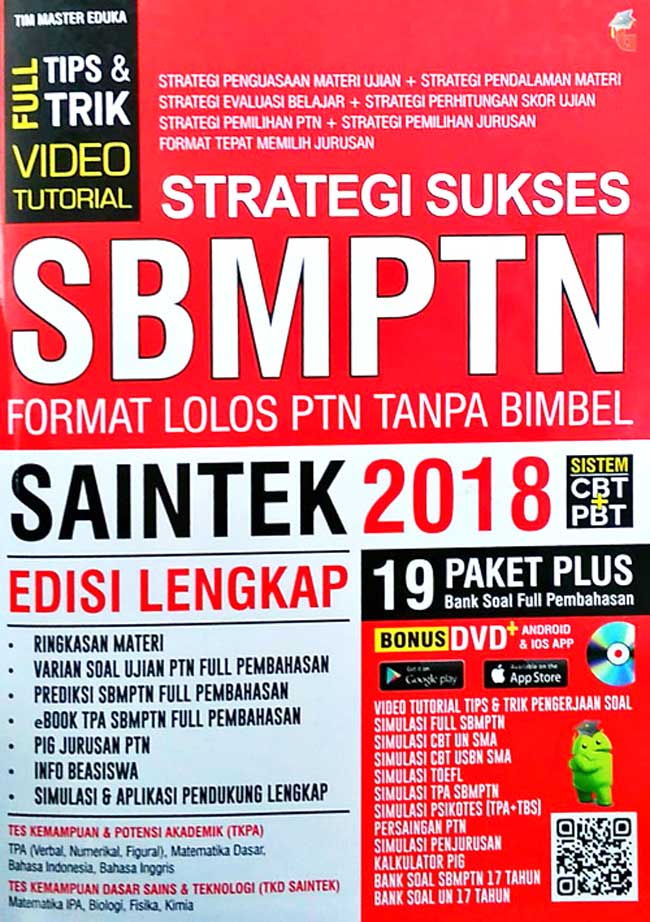 TIM MASTER EDUKA
FULL
TIPS &
TRIK
VIDEO
TUTORIAL
STRATEGI PENGUASAAN MATERI UJIAN + STRATEGI PENDALAMAN MATERI
STRATEGI EVALUASI BELAJAR + STRATEGI PERHITUNGAN SKOR UJIAN
STRATEGI PEMILIHAN PTN + STRATEGI PEMILIHAN JURUSAN
FORMAT TEPAT MEMILIH JURUSAN
STRATEGI SUKSES
SBMPTN
FORMAT LOLOS PTN TANPA BIMBEL
SAINTEK 2018
SISTEM
CBT
+
PBT
EDISI LENGKAP
• RINGKASAN MATERI
• VARIAN SOAL UJIAN PTN FULL PEMBAHASAN
• PREDIKSI SBMPTN FULL PEMBAHASAN
• eBOOK TPA SBMPTN FULL PEMBAHASAN
• PIG JURUSAN PTN
• INFO BEASISWA
• SIMULASI & APLIKASI PENDUKUNG LENGKAP
TES KEMAMPUAN & POTENSI AKADEMIK (TKPA)
TPA (Verbal, Numerikal, Figural), Matematika Dasar,
Bahasa Indonesia, Bahasa Inggris
TES KEMAMPUAN DASAR SAINS & TEKNOLOGI (TKD SAINTEK)
Matematika IPA, Biologi, Fisika, Kimia
19 PAKET PLUS
Bank Soal Full Pembahasan
BONUS DVD+ ANDROID
& IOS APP
Get it on
Google play
Available on the
App Store
VIDEO TUTORIAL TIPS & TRIK PENGERJAAN SOAL
SIMULASI FULL SBMPTN
SIMULASI CBT UN SMA
SIMULASI CBT USBN SMA
SIMULASI TOEFL
SIMULASI TPA SBMPTN
SIMULASI PSIKOTES (TPA+TBS)
PERSAINGAN PTN
SIMULASI PENJURUSAN
KALKULATOR PIG
BANK SOAL SBMPTN 17 TAHUN
BANK SOAL UN 17 TAHUN